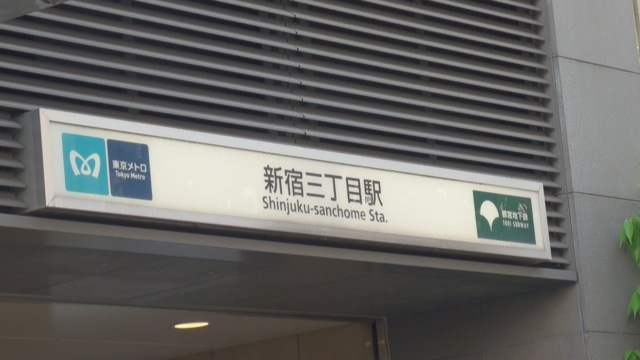 東京メトロ
Tokyo Metro
新宿三丁目駅
Shinjuku-sanchome Sta.
都営地下鉄
TOEI SUBWAY